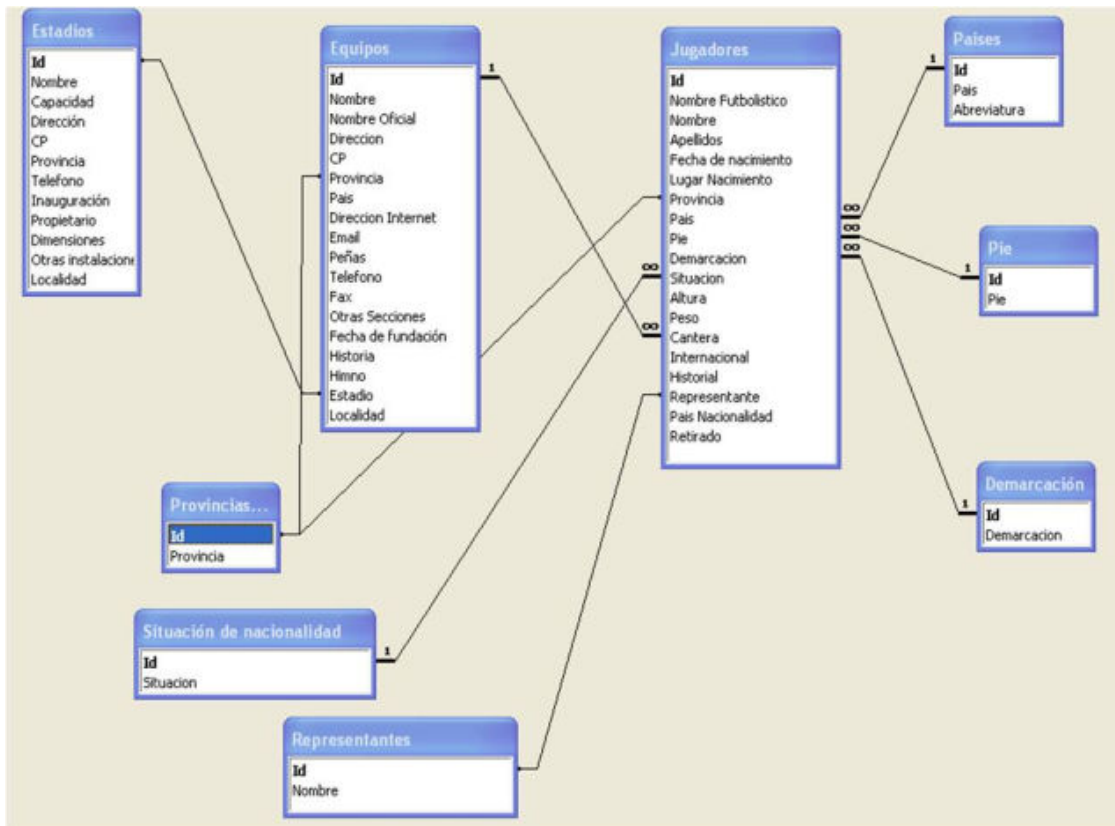 Estadios
Id
Nombre
Capacidad
Dirección
CP
Provincia
Telefono
Inauguración
Propietario
Dimensiones
Otras instalacione
Localidad
Equipos
Id
Nombre
Nombre Oficial
Direccion
CP
Provincia
Pais
Direccion Internet
Email
Peñas
Telefono
Fax
Otras Secciones
Fecha de fundación
Historia
Himno
Estadio
Localidad
1
Jugadores
Id
Nombre Futbolistico
Nombre
Apellidos
Fecha de nacimiento
Lugar Nacimiento
Provincia
Pais
Pie
Demarcacion
Situacion
Altura
Peso
Cantera
Internacional
Historial
Representante
Pais Nacionalidad
Retirado
∞
∞
∞
∞
∞
Paises
1
Id
Pais
Abreviatura
Pie
1
Id
Pie
Demarcación
1
Id
Demarcacion
Provincias...
Id
Provincia
Situación de nacionalidad
1
Id
Situacion
Representantes
Id
Nombre